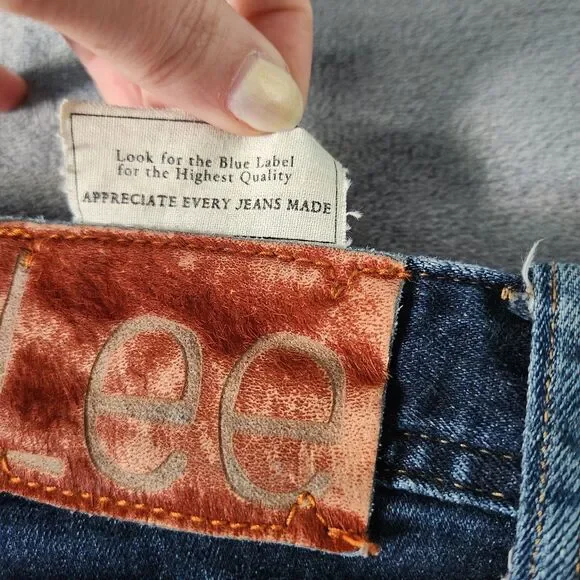 Look for the Blue Label
for the Highest Quality
APPRECIATE EVERY JEANS MADE
Lee